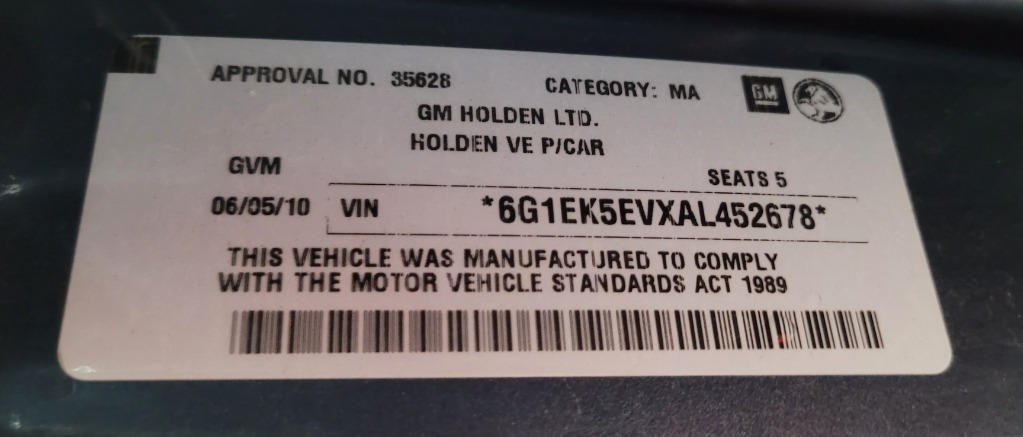 APPROVAL NO. 35628 CATEGORY: MA GM
GM HOLDEN LTD.
HOLDEN VE P/CAR
GVM SEATS 5
06/05/10 VIN *6G1EK5EVXAL452678*
THIS VEHICLE WAS MANUFACTURED TO COMPLY
WITH THE MOTOR VEHICLE STANDARDS ACT 1989